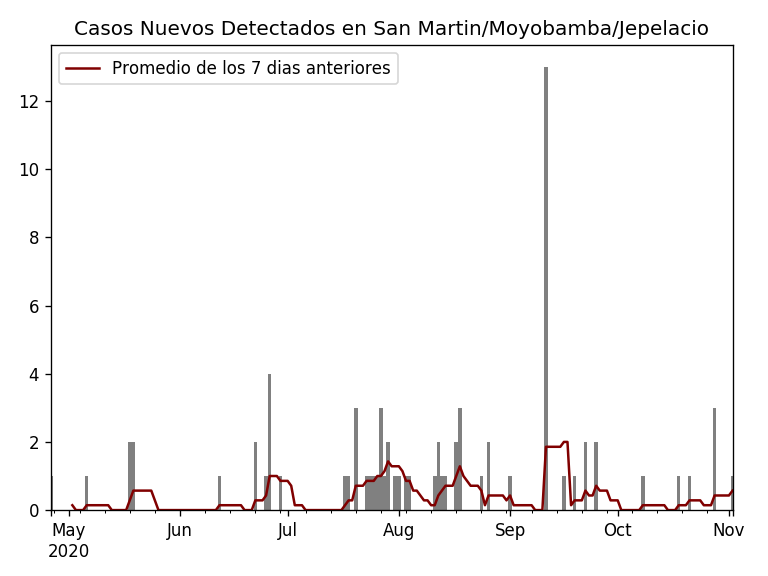 Casos Nuevos Detectados en San Martin/Moyobamba/Jepelacio
Promedio de los 7 dias anteriores
12
10
8
6
4
2
0
May Jun Jul Aug Sep Oct Nov
2020